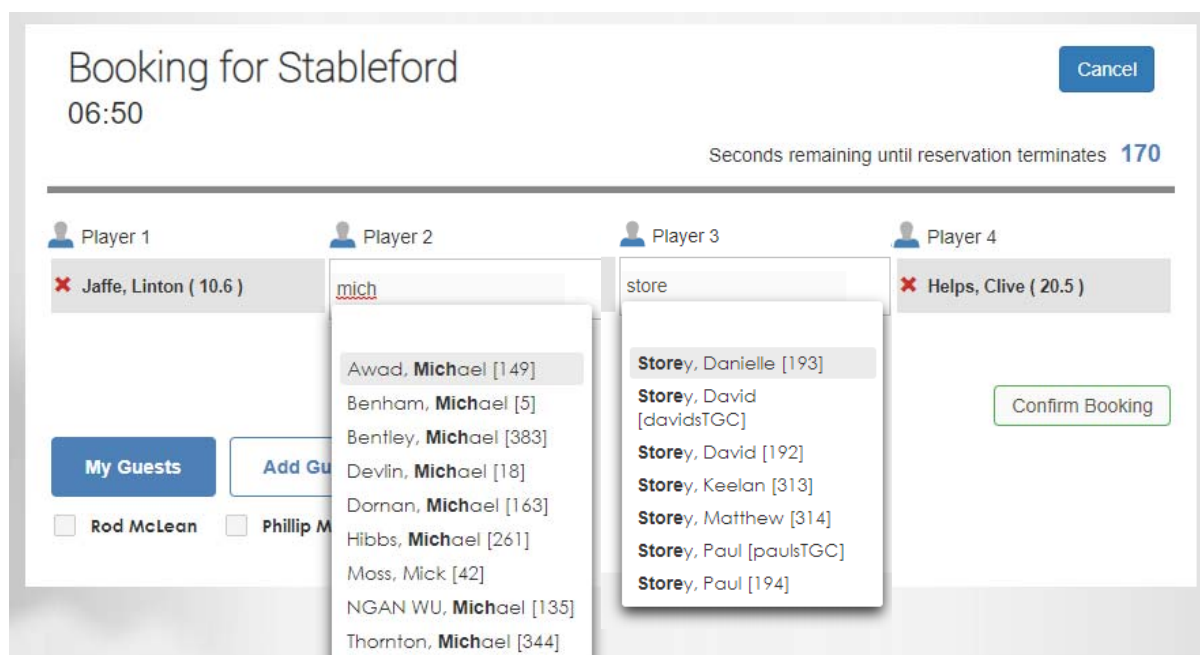 Booking for Stableford
Cancel
06:50
Seconds remaining until reservation terminates 170
Player 1
Player 2
Player 3
Player 4
Jaffe, Linton ( 10.6 )
mich
store
Helps, Clive ( 20.5 )
Awad, Michael [149]
Benham, Michael [5]
Bentley, Michael [383]
Devlin, Michael [18]
Dornan, Michael [163]
Hibbs, Michael [261]
Moss, Mick [42]
NGAN WU, Michael [135]
Thornton, Michael [344]
Storey, Danielle [193]
Storey, David
[davidsTGC]
Storey, David [192]
Storey, Keelan [313]
Storey, Matthew [314]
Storey, Paul [paulsTGC]
Storey, Paul [194]
Confirm Booking
My Guests
Add Gu
Rod McLean
Phillip M